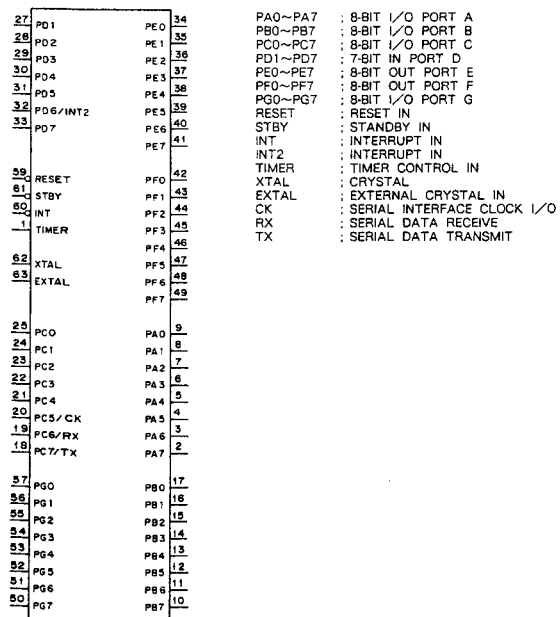 27 PD1 PE0 34
28 PD2 PE1 35
29 PD3 PE2 36
30 PD4 PE3 37
31 PD5 PE4 38
32 PD6/INT2 PE5 39
33 PD7 PE6 40
PE7 41
59 RESET PF0 42
61 STBY PF1 43
60 INT PF2 44
1 TIMER PF3 45
PF4 46
62 XTAL PF5 47
63 EXTAL PF6 48
PF7 49
25 PC0 PA0 9
24 PC1 PA1 8
23 PC2 PA2 7
22 PC3 PA3 6
21 PC4 PA4 5
20 PC5/CK PA5 4
19 PC6/RX PA6 3
18 PC7/TX PA7 2
57 PG0 PB0 17
56 PG1 PB1 16
55 PG2 PB2 15
54 PG3 PB3 14
53 PG4 PB4 13
52 PG5 PB5 12
51 PG6 PB6 11
50 PG7 PB7 10
PA0~PA7 : 8-BIT I/O PORT A
PB0~PB7 : 8-BIT I/O PORT B
PC0~PC7 : 8-BIT I/O PORT C
PD1~PD7 : 7-BIT IN PORT D
PE0~PE7 : 8-BIT OUT PORT E
PF0~PF7 : 8-BIT OUT PORT F
PG0~PG7 : 8-BIT I/O PORT G
RESET : RESET IN
STBY : STANDBY IN
INT : INTERRUPT IN
INT2 : INTERRUPT IN
TIMER : TIMER CONTROL IN
XTAL : CRYSTAL
EXTAL : EXTERNAL CRYSTAL IN
CK : SERIAL INTERFACE CLOCK I/O
RX : SERIAL DATA RECEIVE
TX : SERIAL DATA TRANSMIT